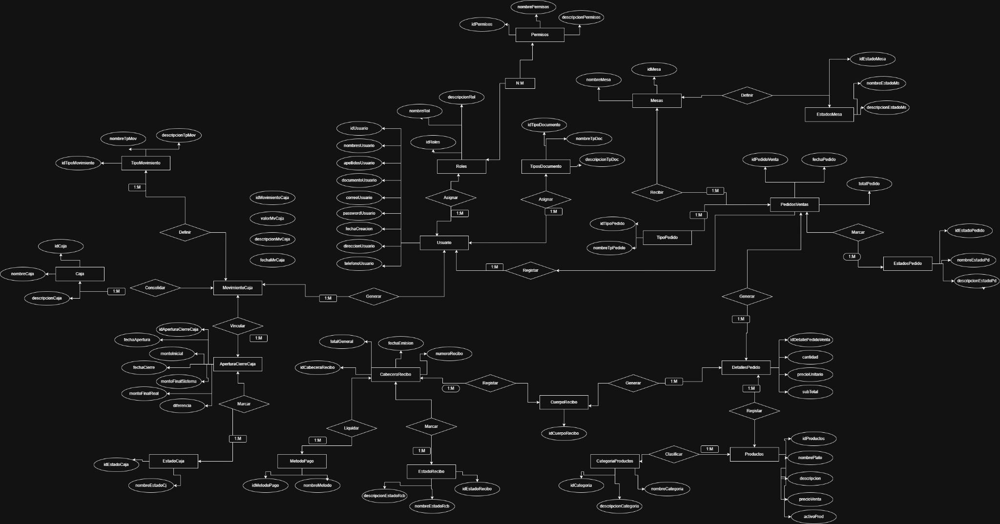 nombrePermisos
descripcionPermisos
idPermisos
Permisos
idEstadoMesa
idMesa
nombreMesa
N:M
nombreEstadoMs
Definir
descripcionRol
Mesas
descripcionEstadoMs
nombreRol
EstadosMesa
idUsuario
idTipoDocumento
descripcionTpMov
nombreTpMov
nombreTpDoc
idRoles
nombresUsuario
idTipoMovimiento
TipoMovimiento
apellidosUsuario
Roles
TiposDocumento
descripcionTpDoc
idPedidoVenta
fechaPedido
documentoUsuario
totalPedido
1:M
Recibir
1:M
idMovimientoCaja
correoUsuario
Asignar
Asignar
PedidosVentas
passwordUsuario
1:M
1:M
1:M
valorMvCaja
idTipoPedido
fechaCreacion
Definir
Marcar
idEstadoPedido
TipoPedido
descripcionMvCaja
Usuario
idCaja
direccionUsuario
nombreTpPedido
1:M
fechaMvCaja
nombreEstadoPd
telefonoUsuario
EstadosPedido
1:M
Registar
nombreCaja
Caja
descripcionEstadoPd
Consolidar
MovimientoCaja
1:M
descripcionCaja
1:M
Generar
Generar
1:M
Vincular
idAperturaCierreCaja
1:M
fechaApertura
idDetallePedidoVenta
totalGeneral
fechaEmision
montoInicial
numeroRecibo
cantidad
ApeturaCierreCaja
fechaCierre
idCabeceraRecibo
DetallesPedido
CabeceraRecibo
precioUnitario
montoFinalSistema
1:M
Registar
Generar
1:M
1:M
subTotal
montoFinalReal
CuerpoRecibo
diferencia
Marcar
Registar
Liquidar
Marcar
idCuerpoRecibo
1:M
1:M
idProductos
1:M
1:M
Clasificar
Productos
nombrePlato
EstadoCaja
MetodoPago
CategoriaProductos
idEstadoCaja
EstadoRecibo
descripcion
nombreEstadoCj
idMetodoPago
nombreMetodo
idCategoria
idEstadoRecibo
nombreCategoria
descripcionEstadoRcb
precioVenta
nombreEstadoRcb
descripcionCategoria
activoProd